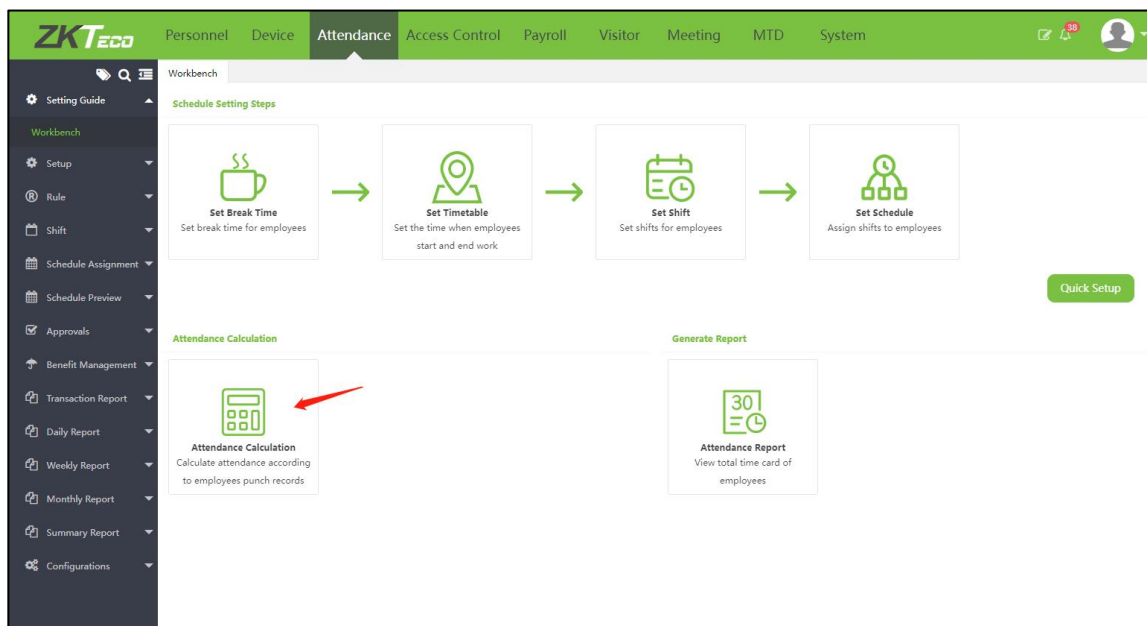 ZKTeco
Personnel Device Attendance Access Control Payroll Visitor Meeting MTD System
38
Workbench
Setting Guide
Workbench
Setup
Rule
Shift
Schedule Assignment
Schedule Preview
Approvals
Benefit Management
Transaction Report
Daily Report
Weekly Report
Monthly Report
Summary Report
Configurations
Schedule Setting Steps
Set Break Time
Set break time for employees
Set Timetable
Set the time when employees
start and end work
Set Shift
Set shifts for employees
Set Schedule
Assign shifts to employees
Quick Setup
Attendance Calculation
Attendance Calculation
Calculate attendance according
to employees punch records
Generate Report
30
Attendance Report
View total time card of
employees